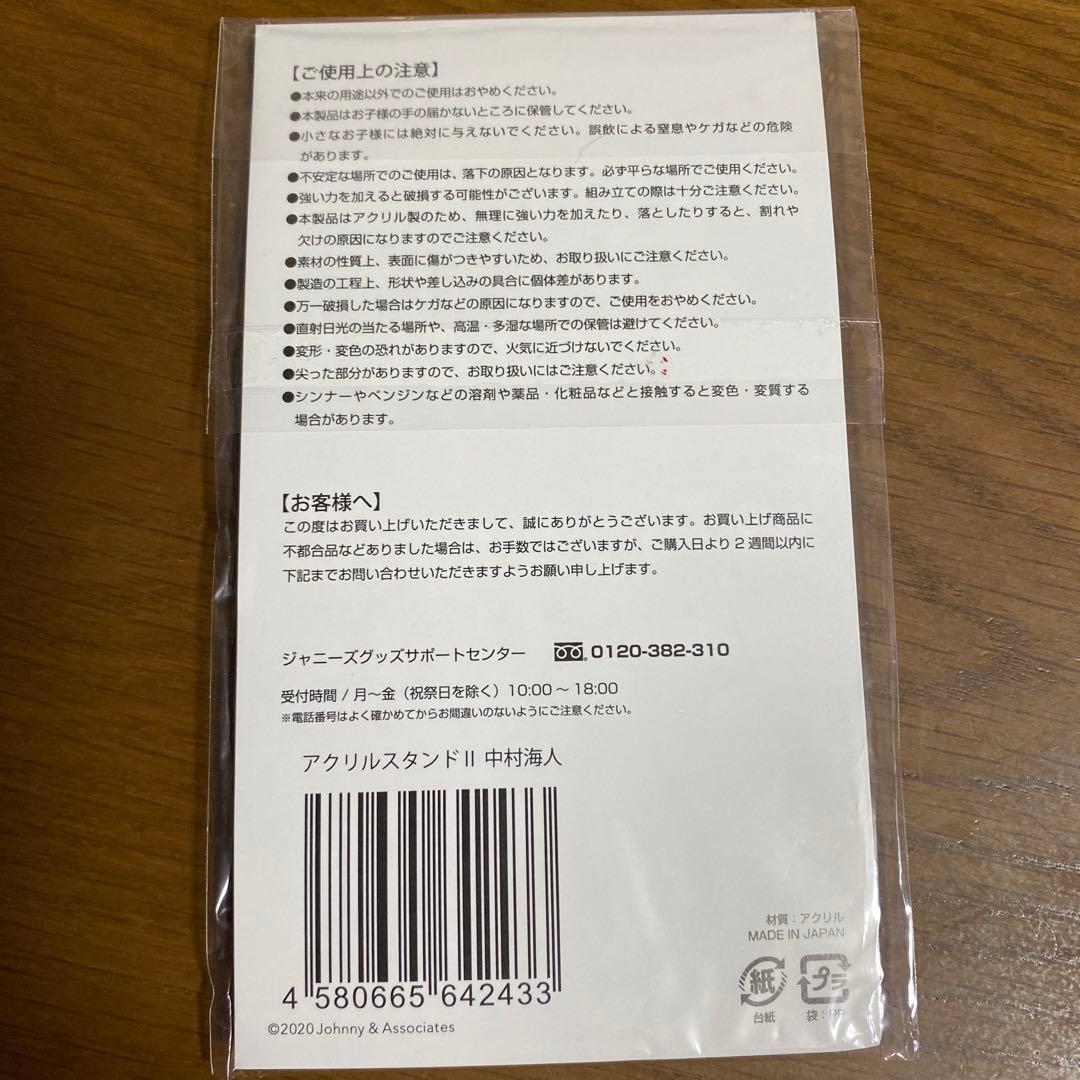 【ご使用上の注意】
●本来の用途以外でのご使用はおやめください。
●本製品はお子様の手の届かないところに保管してください。
●小さなお子様には絶対に与えないでください。誤飲による窒息やケガなどの危険
があります。
●不安定な場所でのご使用は、落下の原因となります。必ず平らな場所でご使用ください。
●強い力を加えると破損する可能性がございます。組み立ての際は十分ご注意ください。
●本製品はアクリル製のため、無理に強い力を加えたり、落としたりすると、割れや
欠けの原因になりますのでご注意ください。
●素材の性質上、表面に傷がつきやすいため、お取り扱いにご注意ください。
●製造の工程上、形状や差し込みの具合に個体差があります。
●万一破損した場合はケガなどの原因になりますので、ご使用をおやめください。
●直射日光の当たる場所や、高温・多湿な場所での保管は避けてください。
●変形・変色の恐れがありますので、火気に近づけないでください。
●尖った部分がありますので、お取り扱いにはご注意ください。
●シンナーやベンジンなどの溶剤や薬品・化粧品などと接触すると変色・変質する
場合があります。
【お客様へ】
この度はお買い上げいただきまして、誠にありがとうございます。お買い上げ商品に
不都合品などありました場合は、お手数ではございますが、ご購入日より2週間以内に
下記までお問い合わせいただきますようお願い申し上げます。
ジャニーズグッズサポートセンター 0120-382-310
受付時間 / 月〜金（祝祭日を除く）10:00 〜 18:00
※電話番号はよく確かめてからお間違いのないようにご注意ください。
アクリルスタンドⅡ 中村海人
4 580665 642433
©2020 Johnny & Associates
材質：アクリル
MADE IN JAPAN
紙 プラ
台紙 袋：PP